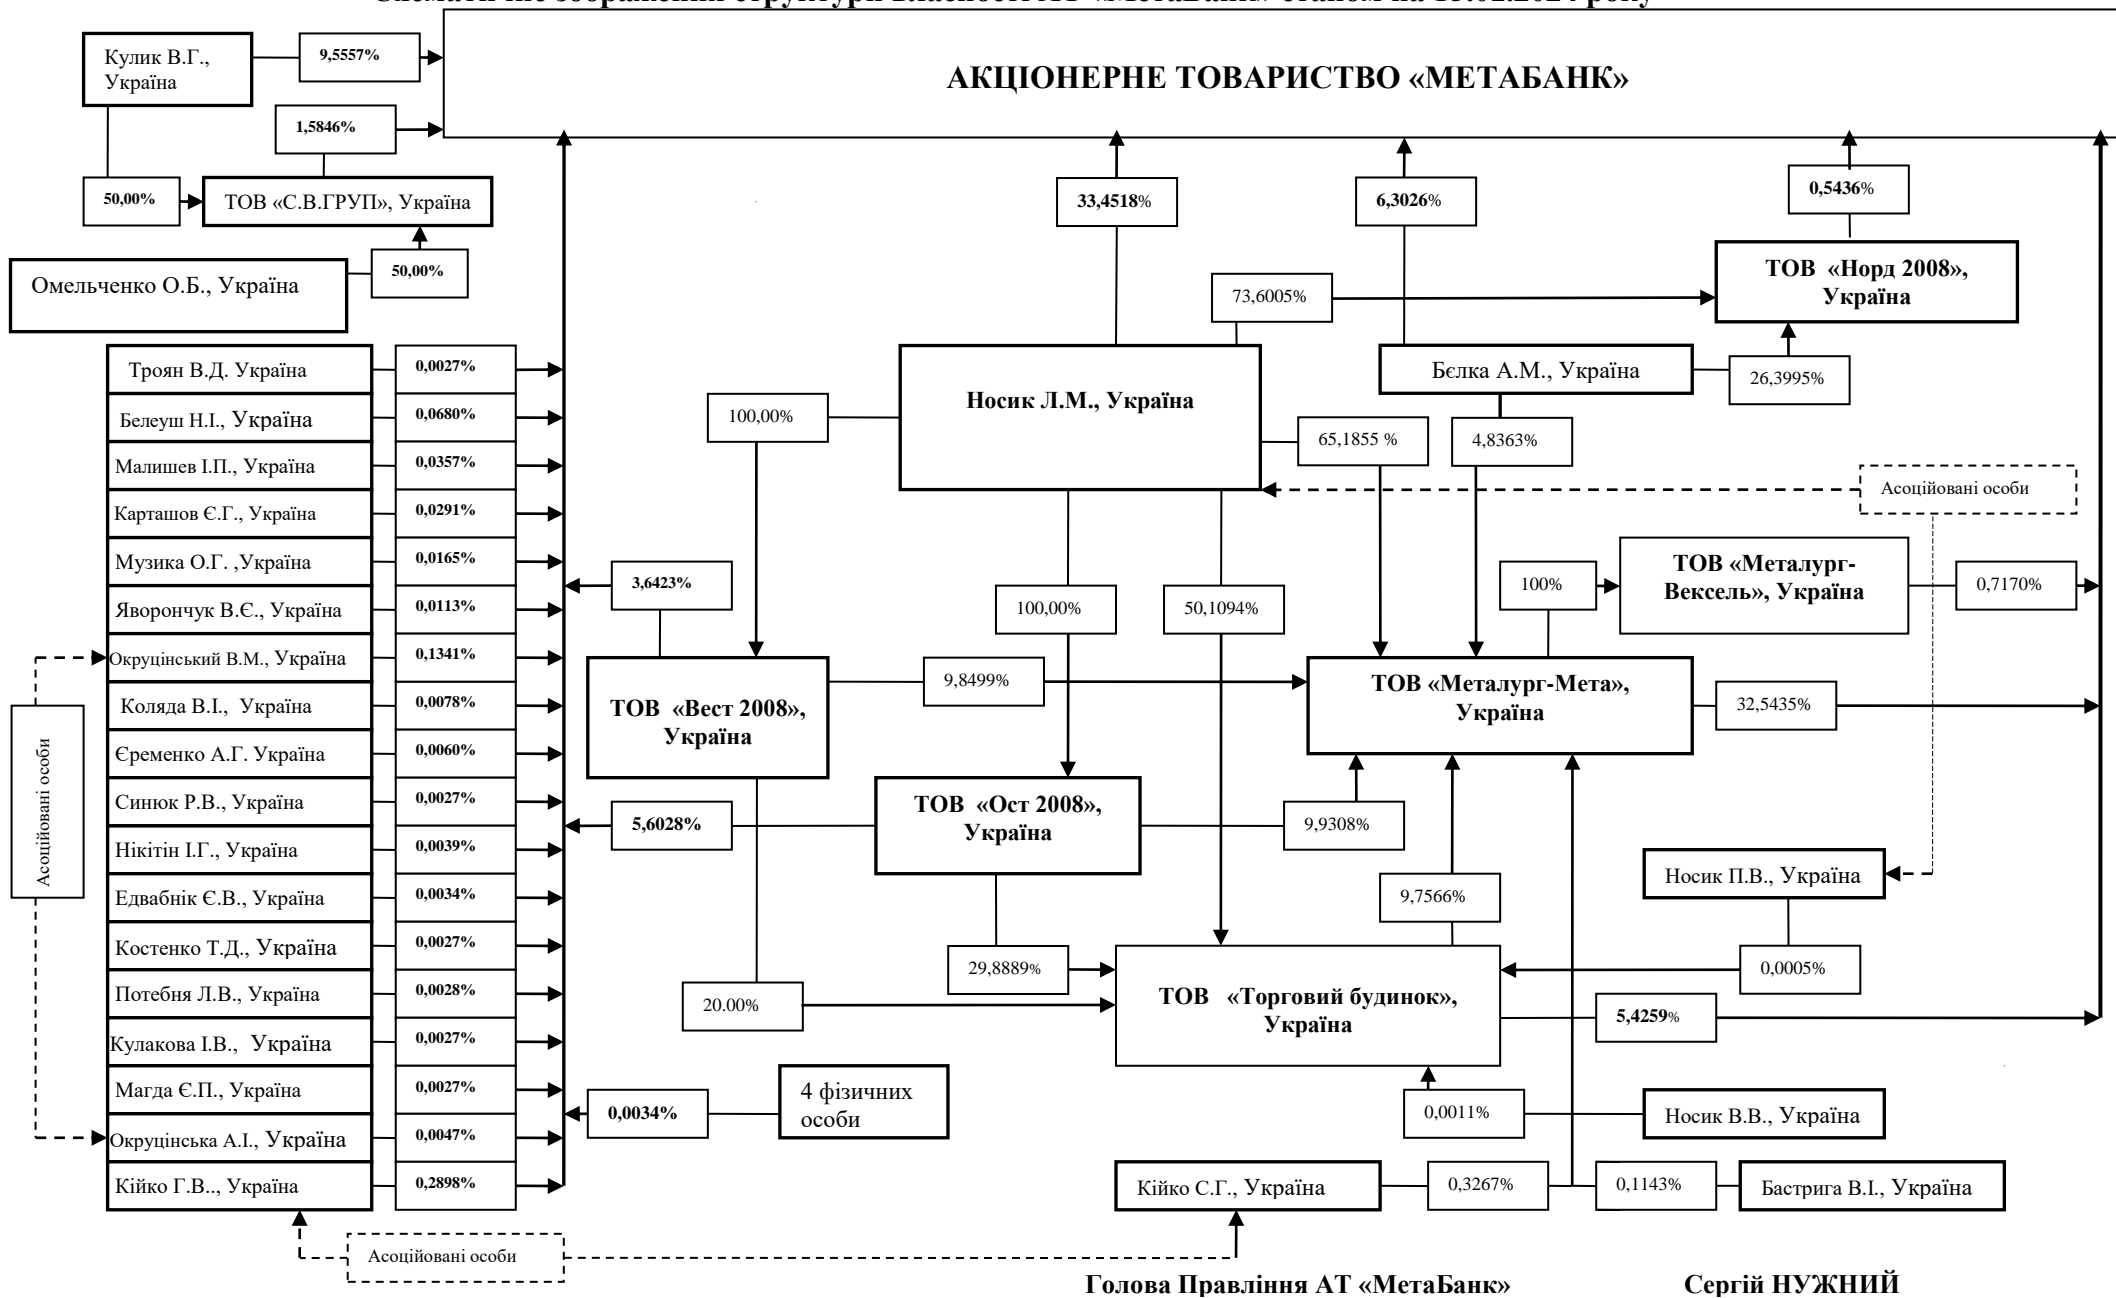 АКЦІОНЕРНЕ ТОВАРИСТВО «МЕТАБАНК»
Кулик В.Г.,
Україна
9,5557%
1,5846%
50,00%
ТОВ «С.В.ГРУП», Україна
Омельченко О.Б., Україна
50,00%
33,4518%
6,3026%
0,5436%
ТОВ «Норд 2008»,
Україна
73,6005%
Носик Л.М., Україна
Бєлка А.М., Україна
26,3995%
100,00%
65,1855 %
4,8363%
Асоційовані особи
Троян В.Д. Україна
0,0027%
Белеуш Н.І., Україна
0,0680%
Малишев І.П., Україна
0,0357%
Карташов Є.Г., Україна
0,0291%
Музика О.Г. ,Україна
0,0165%
Яворончук В.Є., Україна
0,0113%
Окруцінський В.М., Україна
0,1341%
Коляда В.І., Україна
0,0078%
Єременко А.Г. Україна
0,0060%
Синюк Р.В., Україна
0,0027%
Нікітін І.Г., Україна
0,0039%
Едвабнік Є.В., Україна
0,0034%
Костенко Т.Д., Україна
0,0027%
Потебня Л.В., Україна
0,0028%
Кулакова І.В., Україна
0,0027%
Магда Є.П., Україна
0,0027%
Окруцінська А.І., Україна
0,0047%
Кійко Г.В.., Україна
0,2898%
Асоційовані особи
3,6423%
100,00%
50,1094%
100%
ТОВ «Металург-
Вексель», Україна
0,7170%
ТОВ «Вест 2008»,
Україна
9,8499%
ТОВ «Металург-Мета»,
Україна
32,5435%
5,6028%
ТОВ «Ост 2008»,
Україна
9,9308%
9,7566%
Носик П.В., Україна
29,8889%
20.00%
ТОВ «Торговий будинок»,
Україна
0,0005%
5,4259%
0,0034%
4 фізичних
особи
0,0011%
Носик В.В., Україна
Кійко С.Г., Україна
0,3267%
0,1143%
Бастрига В.І., Україна
Асоційовані особи
Голова Правління АТ «МетаБанк»
Сергій НУЖНИЙ